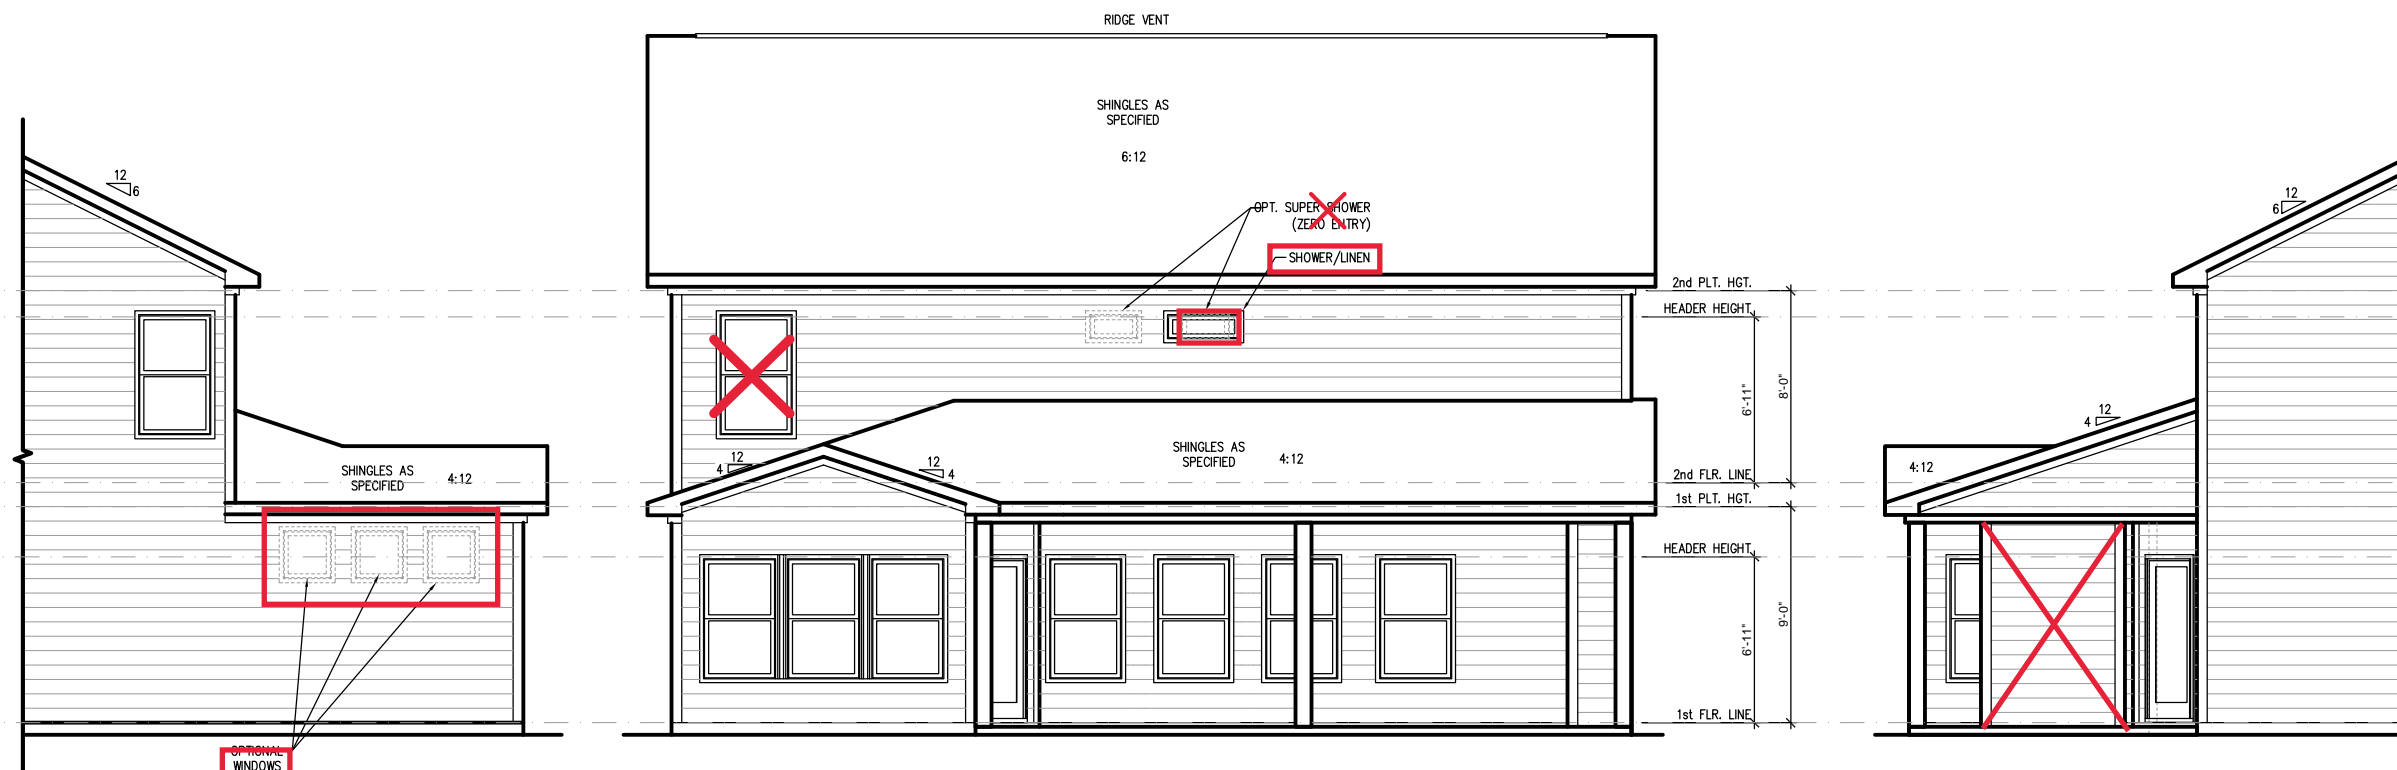 RIDGE VENT
SHINGLES AS
SPECIFIED
6:12
12
6
OPT. SUPER SHOWER
(ZERO ENTRY)
SHOWER/LINEN
12
6
2nd PLT. HGT.
HEADER HEIGHT
6'-11"
8'-0"
12
4
SHINGLES AS
SPECIFIED
4:12
12
4
12
4
SHINGLES AS
SPECIFIED
4:12
4:12
2nd FLR. LINE
1st PLT. HGT.
HEADER HEIGHT
6'-11"
9'-0"
1st FLR. LINE
OPTIONAL
WINDOWS